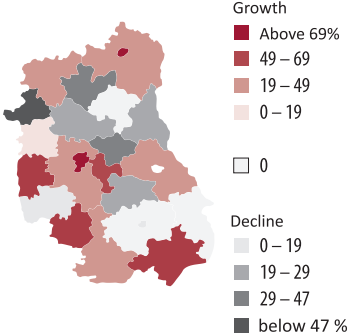 Growth
Above 69%
49 – 69
19 – 49
0 – 19
0
Decline
0 – 19
19 – 29
29 – 47
below 47 %